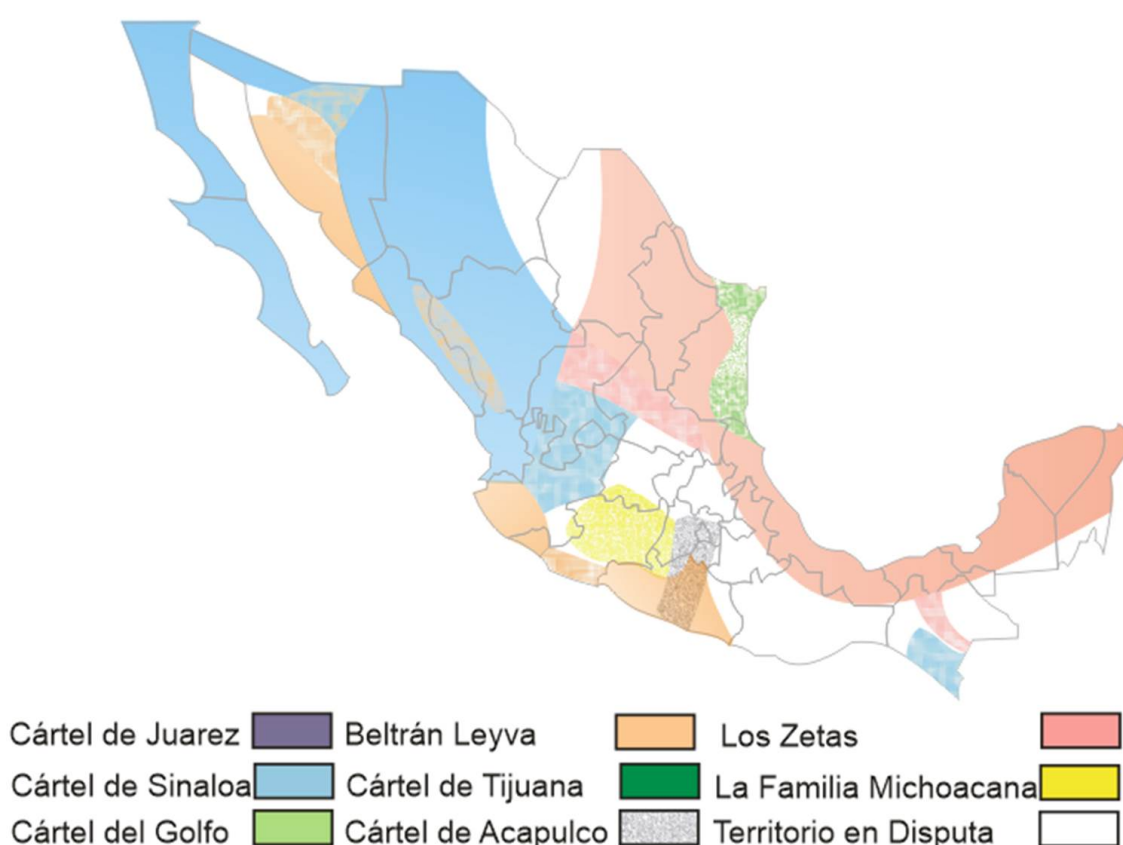 Cártel de Juarez Beltrán Leyva Los Zetas
Cártel de Sinaloa Cártel de Tijuana La Familia Michoacana
Cártel del Golfo Cártel de Acapulco Territorio en Disputa